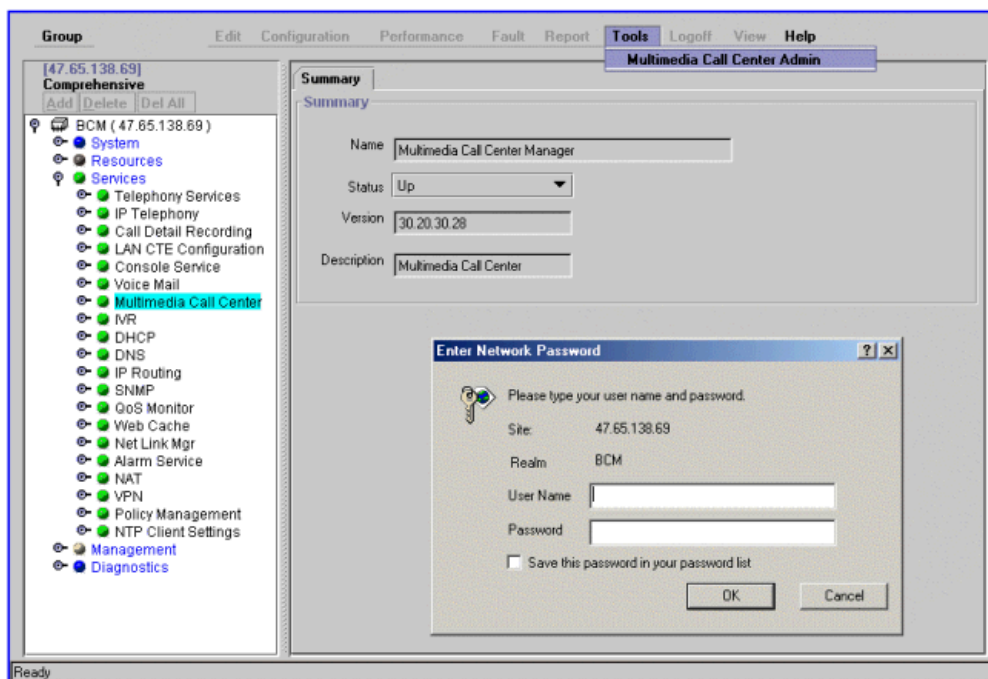 Group Edit Configuration Performance Fault Report Tools Logoff View Help
Multimedia Call Center Admin
[47.65.138.69]
Comprehensive
Add Delete Del All
BCM ( 47.65.138.69 )
System
Resources
Services
Telephony Services
IP Telephony
Call Detail Recording
LAN CTE Configuration
Console Service
Voice Mail
Multimedia Call Center
IVR
DHCP
DNS
IP Routing
SNMP
QoS Monitor
Web Cache
Net Link Mgr
Alarm Service
NAT
VPN
Policy Management
NTP Client Settings
Management
Diagnostics
Summary
Summary
Name Multimedia Call Center Manager
Status Up
Version 30.20.30.28
Description Multimedia Call Center
Enter Network Password
Please type your user name and password.
Site: 47.65.138.69
Realm BCM
User Name
Password
Save this password in your password list
OK Cancel
Ready